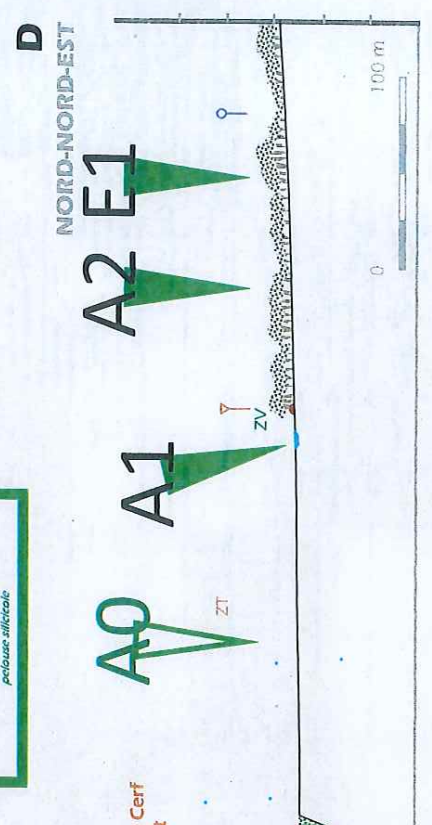 D
NORD-NORD-EST
A0
A1
A2
E1
ZT
ZV
Cerf
t
pelouse silicicole
0
100 m